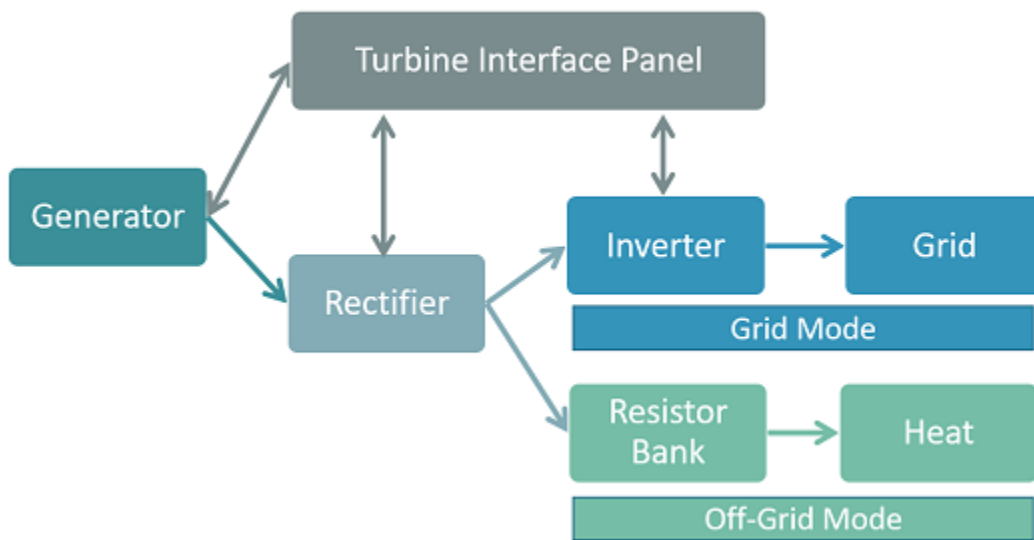 Turbine Interface Panel
Generator
Rectifier
Inverter
Grid
Grid Mode
Resistor
Bank
Heat
Off-Grid Mode